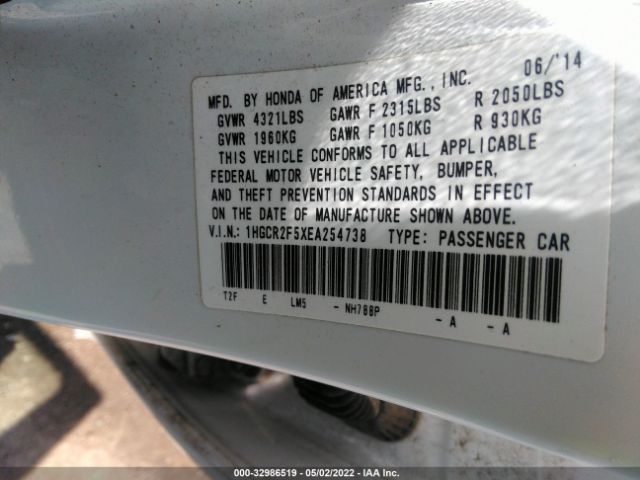 MFD. BY HONDA OF AMERICA MFG., INC. 06/'14
GVWR 4321LBS GAWR F 2315LBS R 2050LBS
GVWR 1960KG GAWR F 1050KG R 930KG
THIS VEHICLE CONFORMS TO ALL APPLICABLE
FEDERAL MOTOR VEHICLE SAFETY, BUMPER,
AND THEFT PREVENTION STANDARDS IN EFFECT
ON THE DATE OF MANUFACTURE SHOWN ABOVE.
V.I.N.: 1HGCR2F5XEA254738 TYPE: PASSENGER CAR
T2F E LM5 - NH788P - A - A
000-32986519 - 05/02/2022 - IAA Inc.